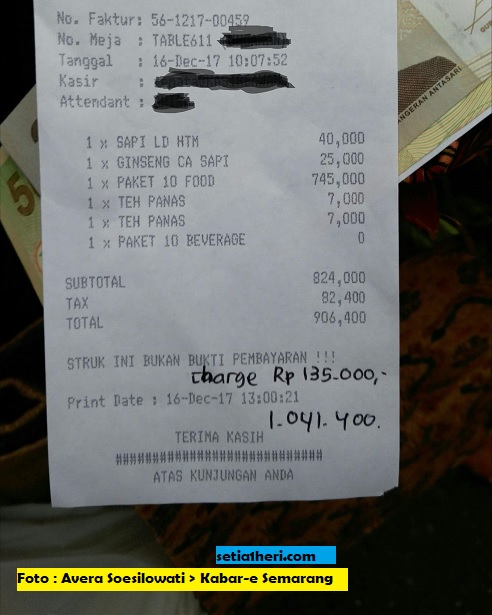 No. Faktur: 56-1217-00459
No. Meja : TABLE611
Tanggal : 16-Dec-17 10:07:52
Kasir :
Attendant :
1 x SAPI LD HTM 40,000
1 x GINSENG CA SAPI 25,000
1 x PAKET 10 FOOD 745,000
1 x TEH PANAS 7,000
1 x TEH PANAS 7,000
1 x PAKET 10 BEVERAGE 0
SUBTOTAL 824,000
TAX 82,400
TOTAL 906,400
STRUK INI BUKAN BUKTI PEMBAYARAN !!!
charge Rp 135.000,-
Print Date : 16-Dec-17 13:00:21
1.041.400.
TERIMA KASIH
############################
ATAS KUNJUNGAN ANDA
NGERAN ANTASARI
5
setia1heri.com
Foto : Avera Soesilowati > Kabar-e Semarang